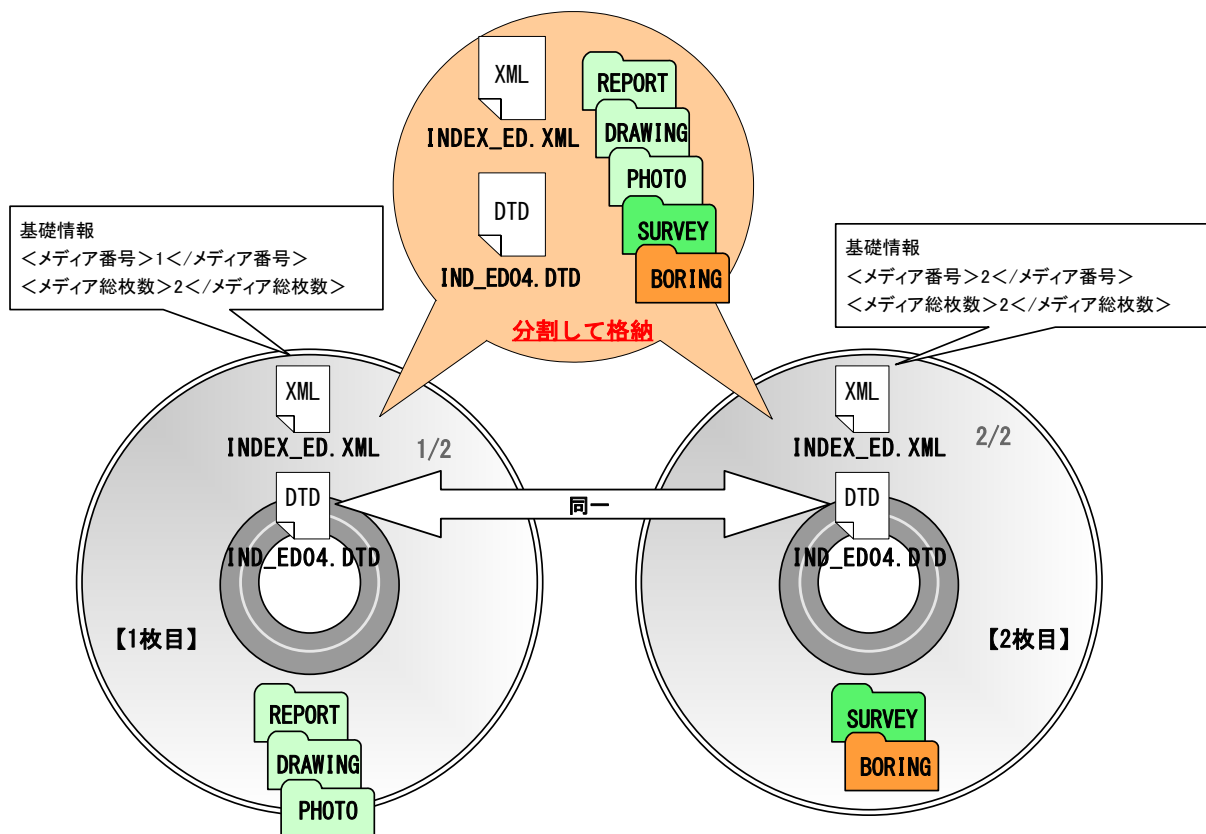 XML
INDEX_ED.XML
DTD
IND_ED04.DTD
REPORT
DRAWING
PHOTO
SURVEY
BORING
分割して格納
基礎情報
<メディア番号>1</メディア番号>
<メディア総枚数>2</メディア総枚数>
基礎情報
<メディア番号>2</メディア番号>
<メディア総枚数>2</メディア総枚数>
XML
INDEX_ED.XML
1/2
DTD
IND_ED04.DTD
【1枚目】
REPORT
DRAWING
PHOTO
同一
XML
INDEX_ED.XML
2/2
DTD
IND_ED04.DTD
【2枚目】
SURVEY
BORING